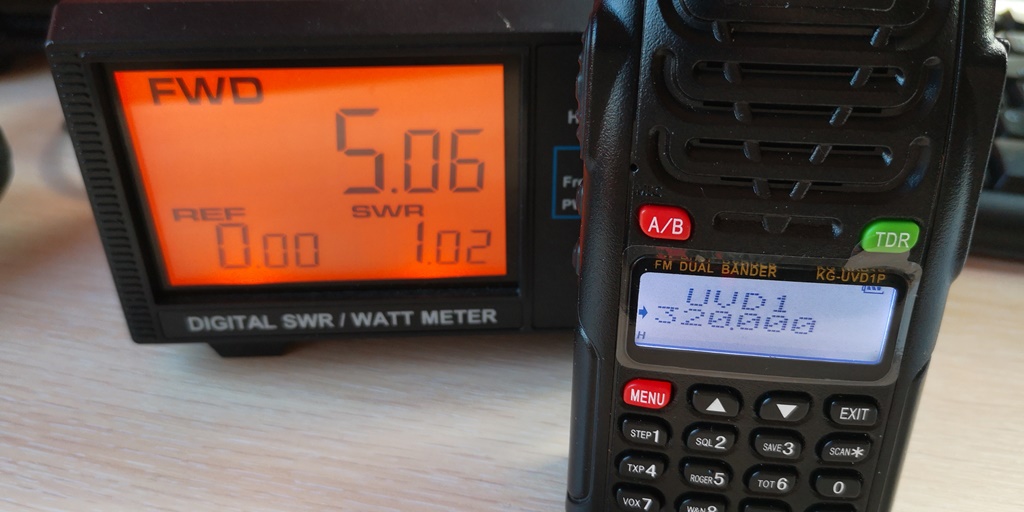 FWD
5.06
REF SWR
0.00 1.02
DIGITAL SWR / WATT METER
A/B
TDR
FM DUAL BANDER KG-UVD1P
UVD1
320.000
H
MENU ▲ ▼ EXIT
STEP1 SQL2 SAVE3 SCAN*
TXP4 ROGER5 TOT6 0
VOX7